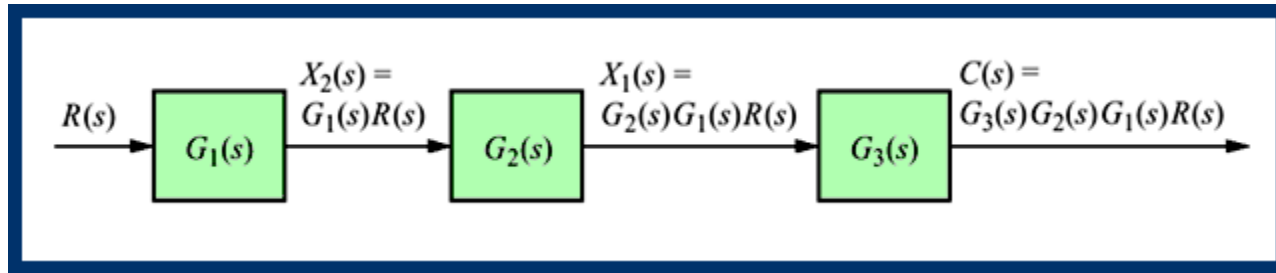 R(s)
G₁(s)
X₂(s) =
G₁(s)R(s)
G₂(s)
X₁(s) =
G₂(s)G₁(s)R(s)
G₃(s)
C(s) =
G₃(s)G₂(s)G₁(s)R(s)